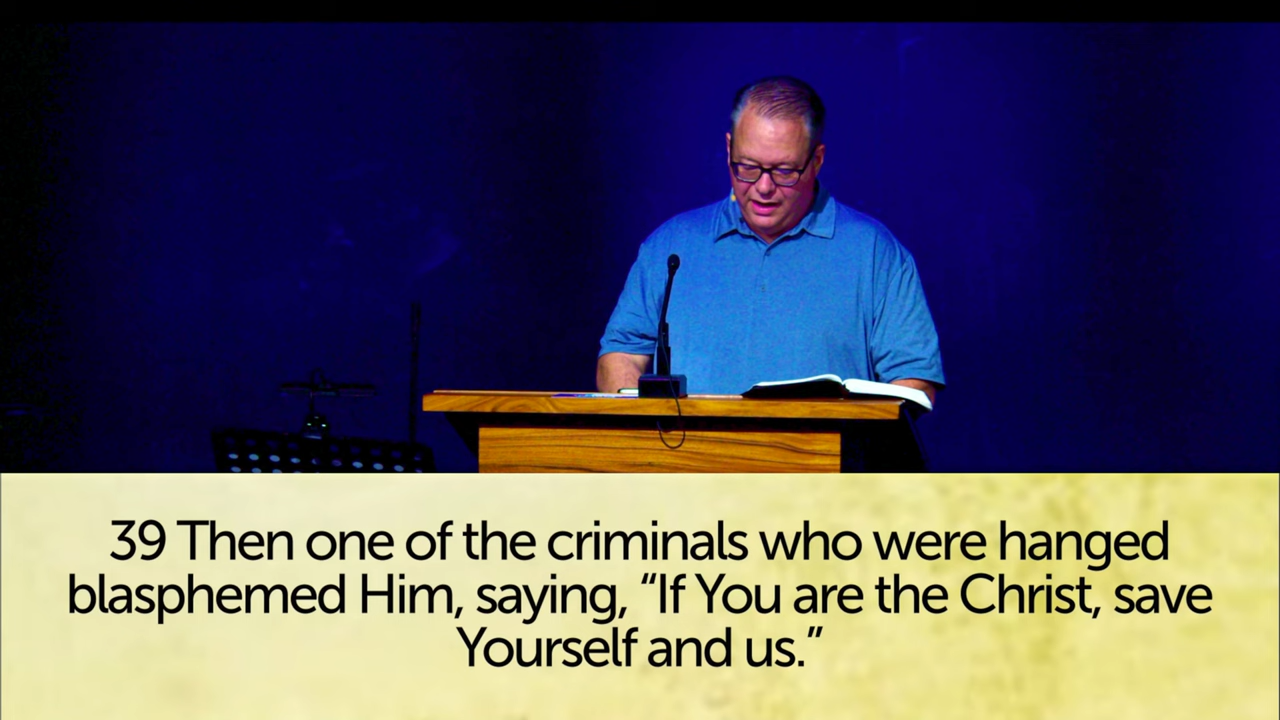 39 Then one of the criminals who were hanged
blasphemed Him, saying, “If You are the Christ, save
Yourself and us.”